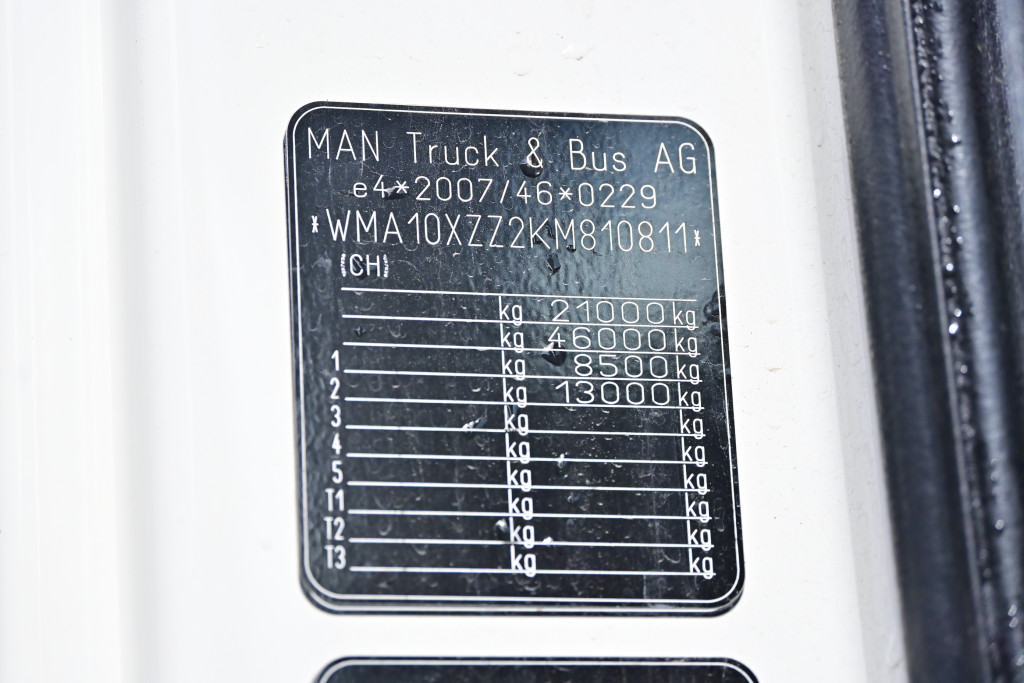 MAN Truck & Bus AG
e4*2007/46*0229
*WMA10XZZ2KM810811*
(CH)
kg 21000 kg
kg 46000 kg
1 kg 8500 kg
2 kg 13000 kg
3 kg kg
4 kg kg
5 kg kg
T1 kg kg
T2 kg kg
T3 kg kg